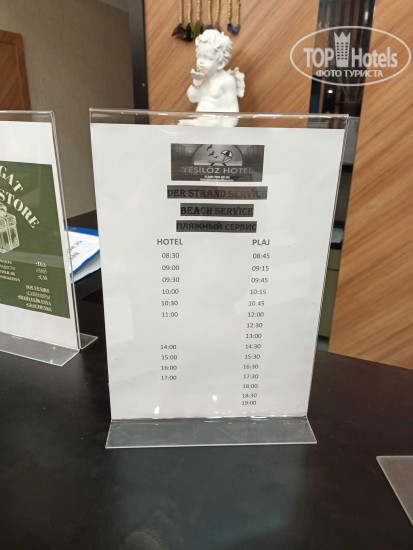 TOP Hotels
ФОТО ТУРИСТА
GAT
STORE
YEŞİLÖZ HOTEL
DER STRAND SERVICE
BEACH SERVICE
ПЛЯЖНЫЙ СЕРВИС
HOTEL PLAJ
08:30 08:45
09:00 09:15
09:30 09:45
10.00 10:15
10:30 10.45
11:00 12:00
12:30
13:00
14:00 14:30
15:00 15:30
16:00 16:30
17:00 17:30
18:00
18:30
19:00